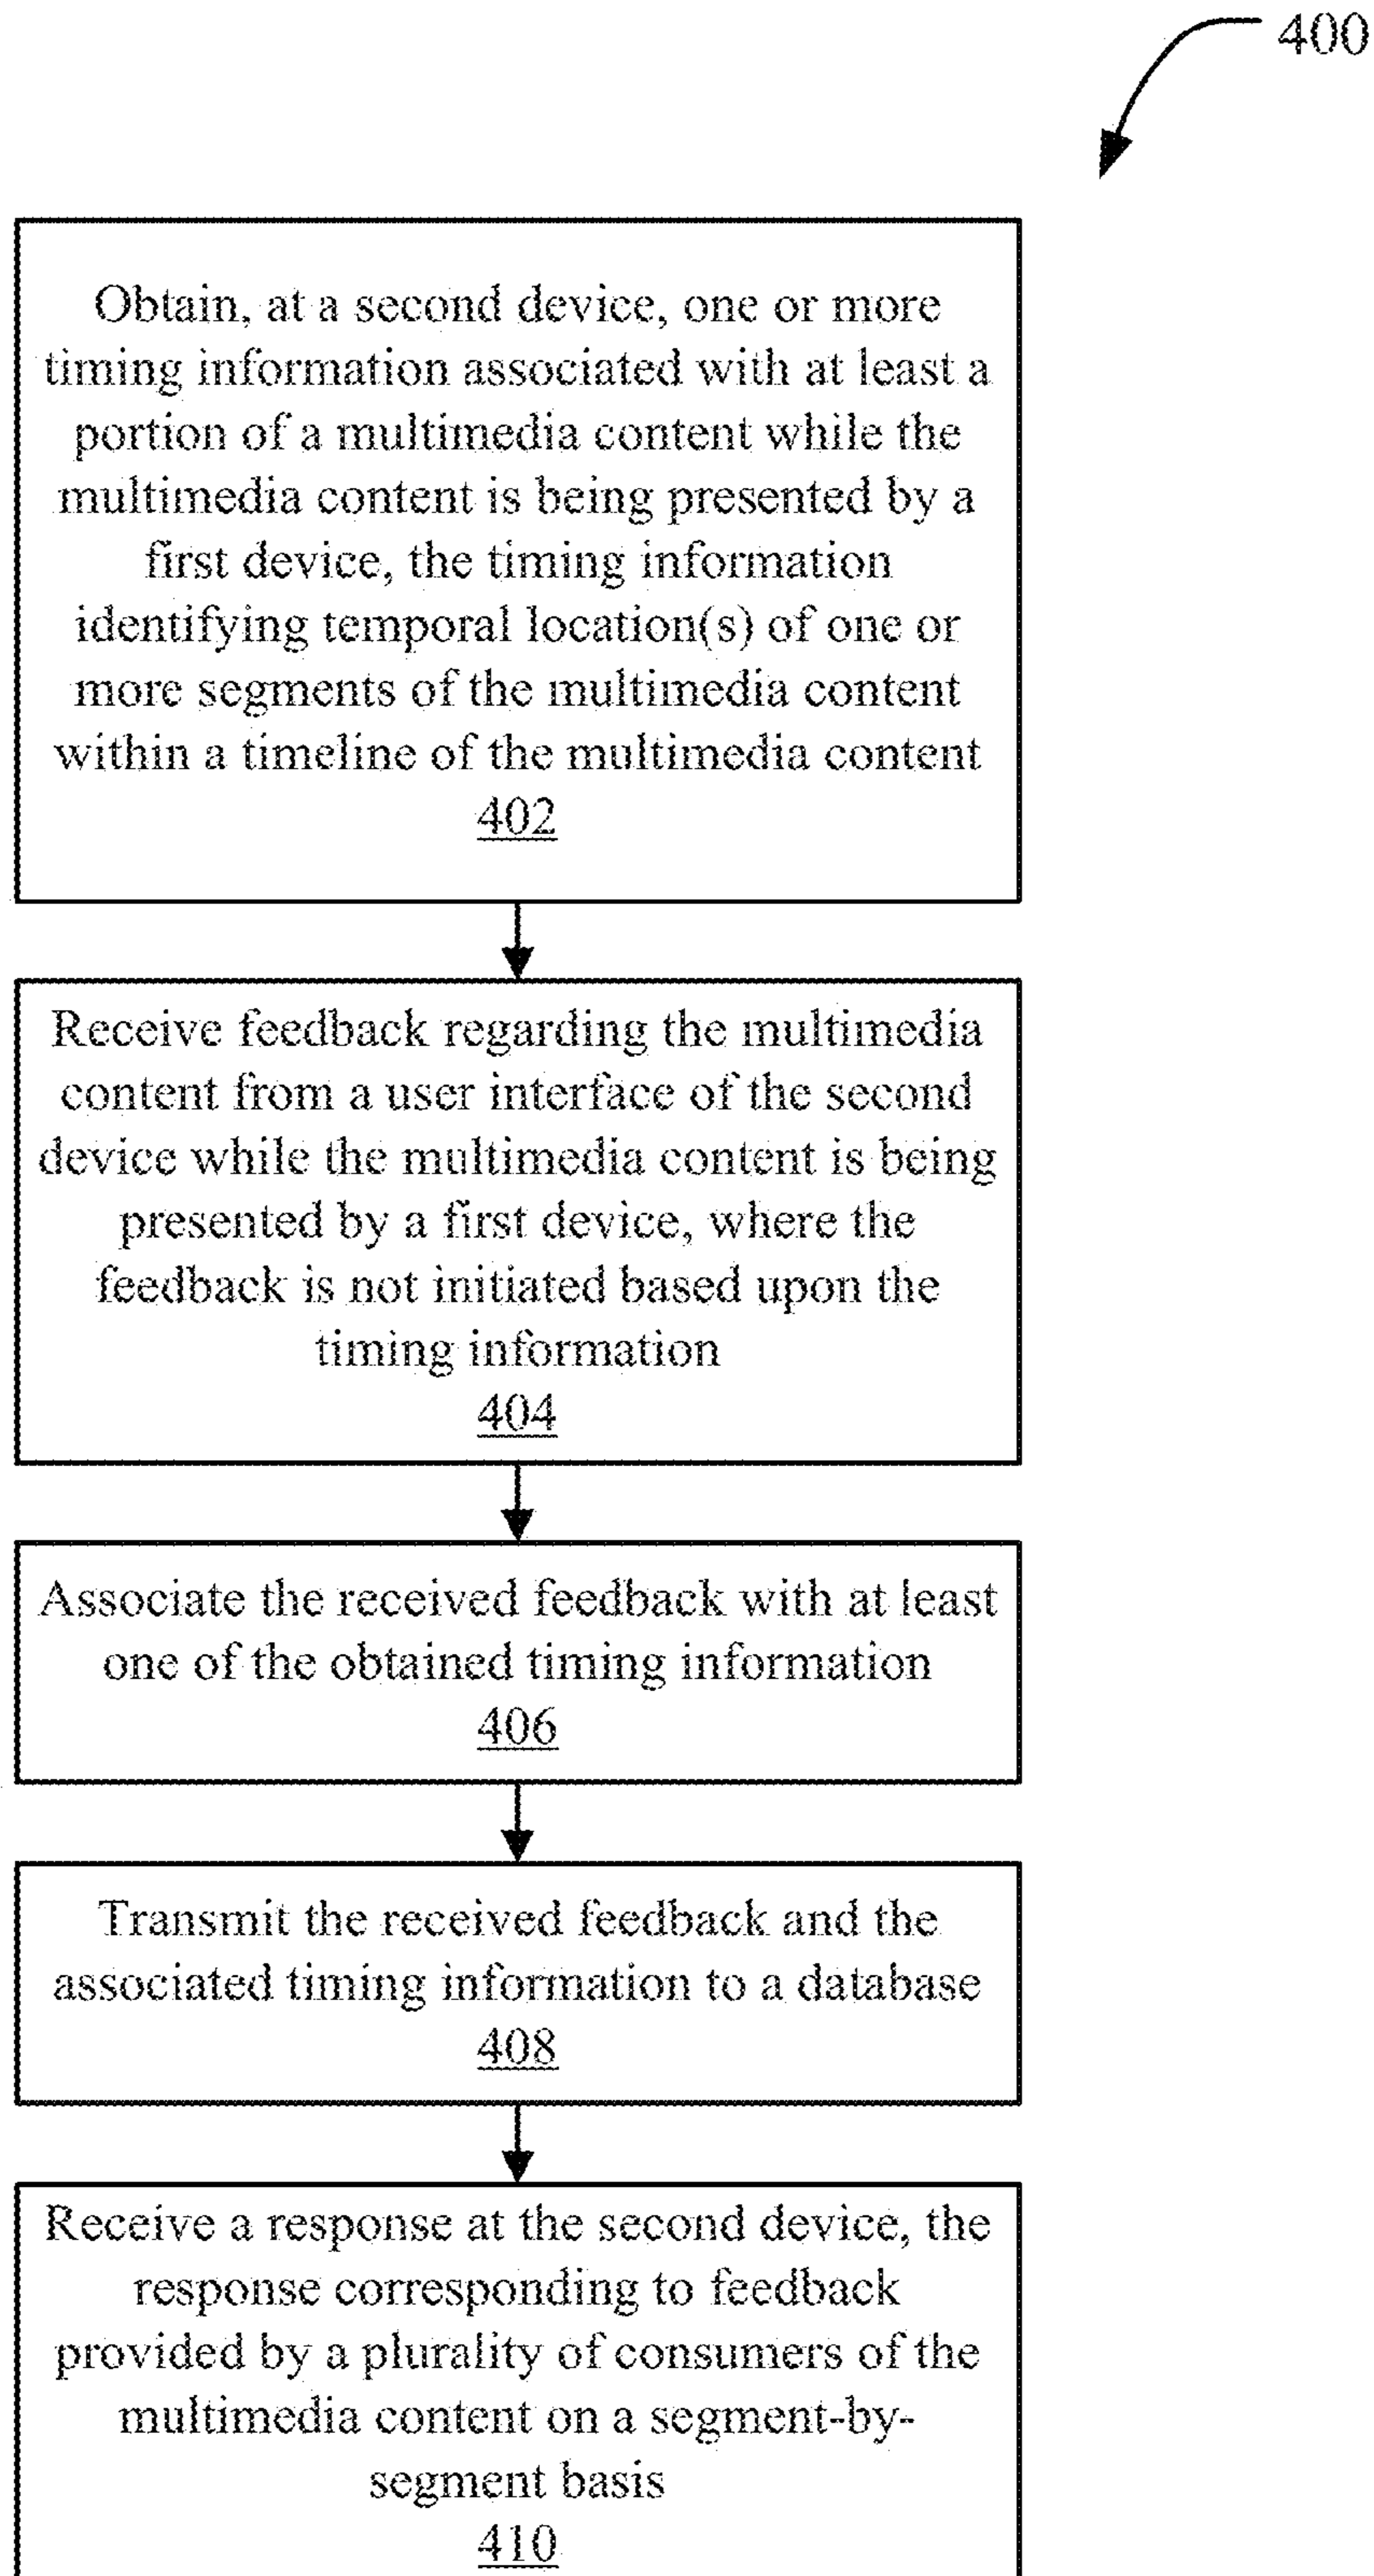 400
Obtain, at a second device, one or more
timing information associated with at least a
portion of a multimedia content while the
multimedia content is being presented by a
first device, the timing information
identifying temporal location(s) of one or
more segments of the multimedia content
within a timeline of the multimedia content
402
Receive feedback regarding the multimedia
content from a user interface of the second
device while the multimedia content is being
presented by a first device, where the
feedback is not initiated based upon the
timing information
404
Associate the received feedback with at least
one of the obtained timing information
406
Transmit the received feedback and the
associated timing information to a database
408
Receive a response at the second device, the
response corresponding to feedback
provided by a plurality of consumers of the
multimedia content on a segment-by-
segment basis
410